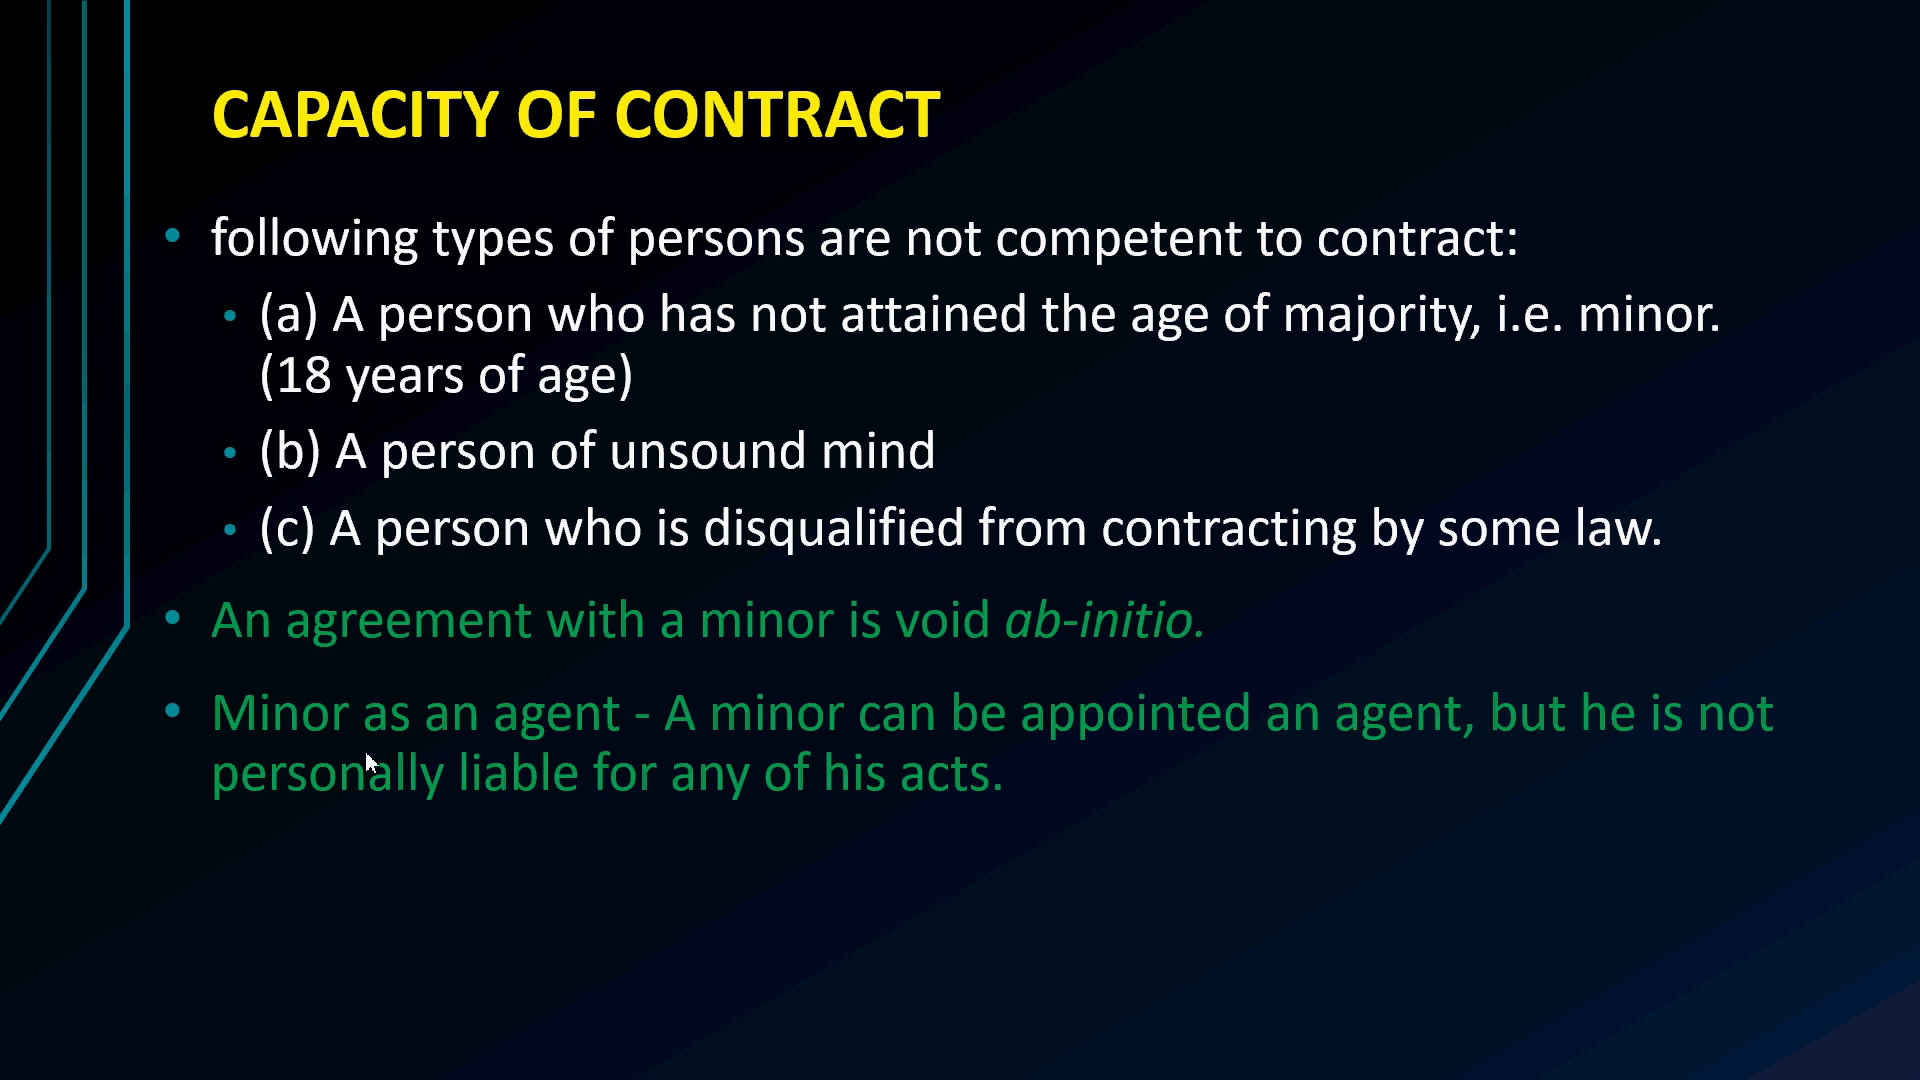 CAPACITY OF CONTRACT
• following types of persons are not competent to contract:
• (a) A person who has not attained the age of majority, i.e. minor.
(18 years of age)
• (b) A person of unsound mind
• (c) A person who is disqualified from contracting by some law.
• An agreement with a minor is void ab-initio.
• Minor as an agent - A minor can be appointed an agent, but he is not
personally liable for any of his acts.